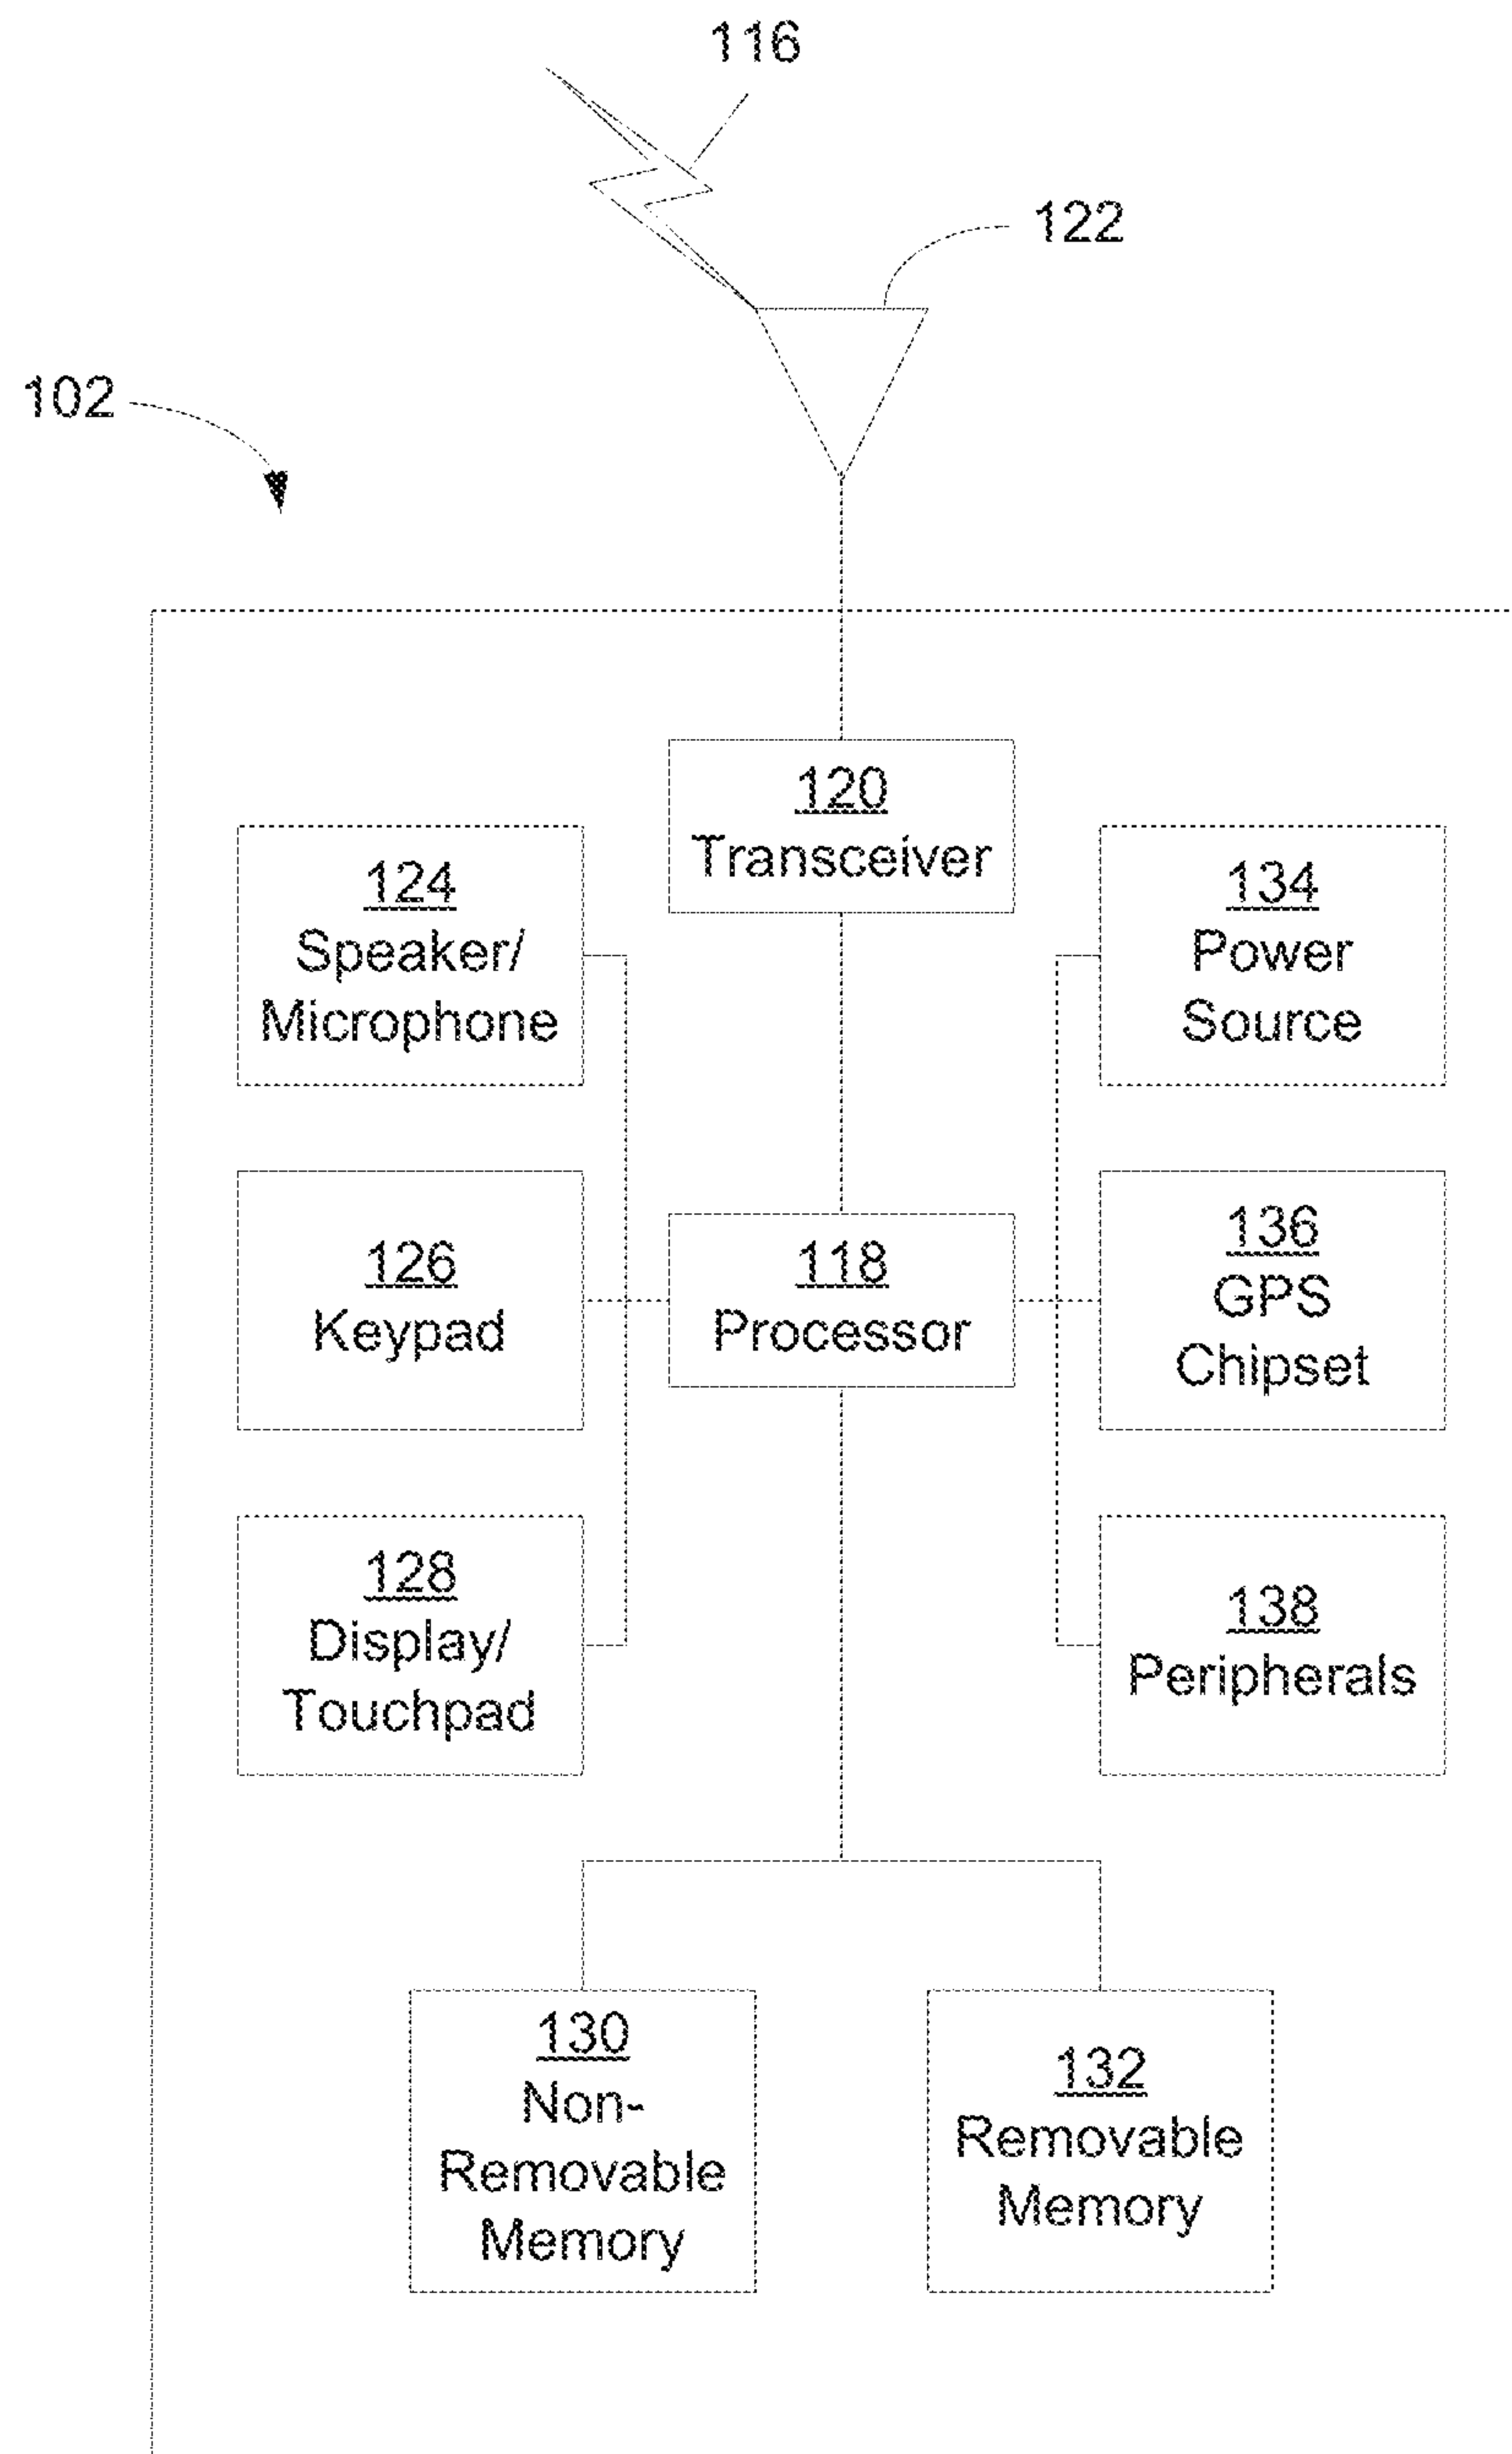 116
122
102
120
Transceiver
124
Speaker/
Microphone
134
Power
Source
126
Keypad
118
Processor
136
GPS
Chipset
128
Display/
Touchpad
138
Peripherals
130
Non-
Removable
Memory
132
Removable
Memory